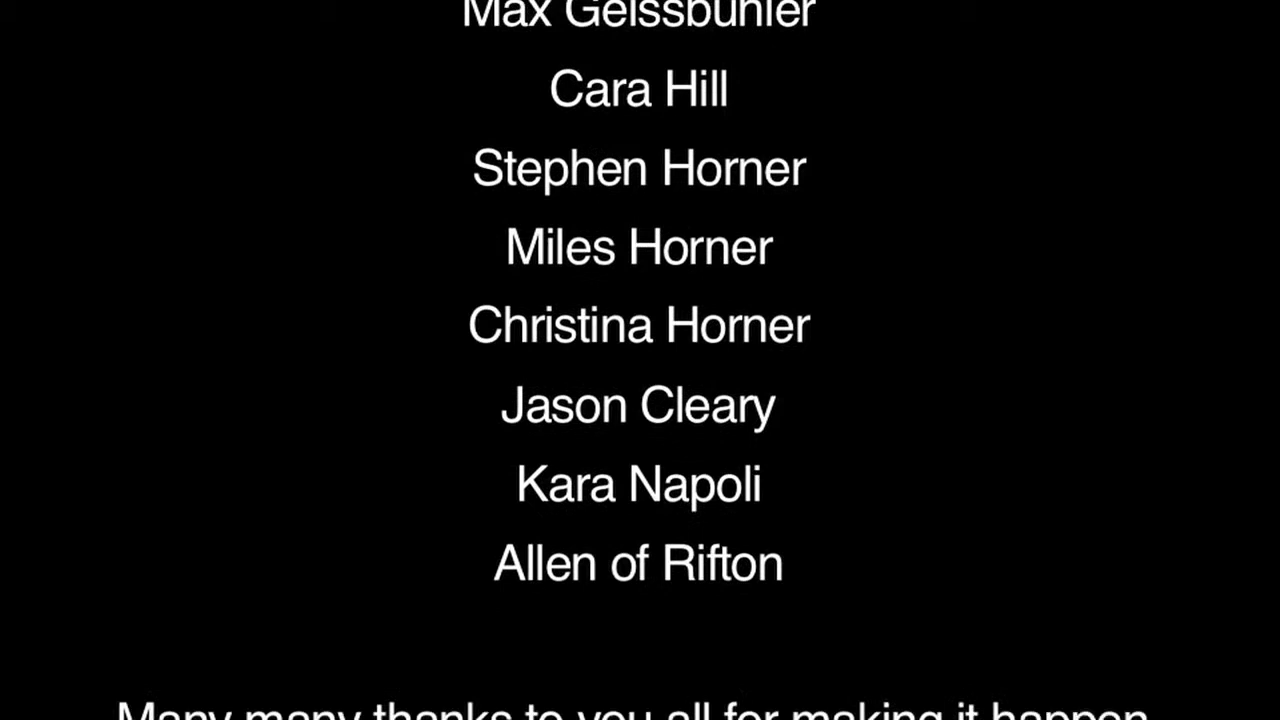 Max Geissbuhler
Cara Hill
Stephen Horner
Miles Horner
Christina Horner
Jason Cleary
Kara Napoli
Allen of Rifton
Many many thanks to you all for making it happen